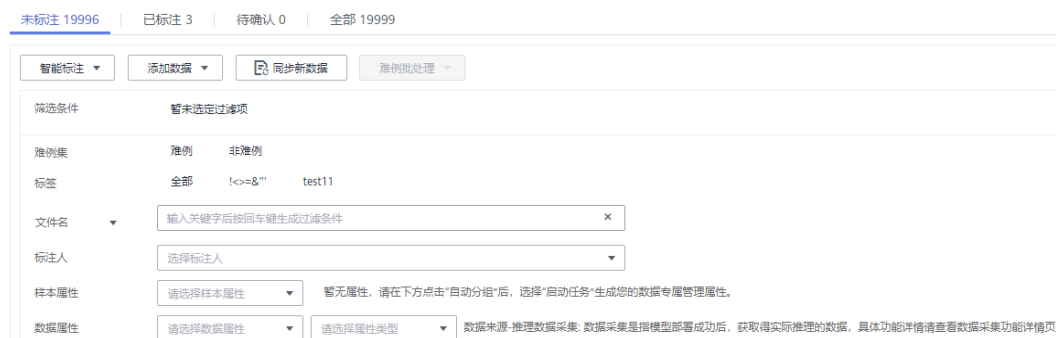 未标注 19996 已标注 3 待确认 0 全部 19999
智能标注 添加数据 同步新数据 难例批处理
筛选条件 暂未选定过滤项
难例集 难例 非难例
标签 全部 !<>=&"' test11
文件名 输入关键字后按回车键生成过滤条件
标注人 选择标注人
样本属性 请选择样本属性 暂无属性，请在下方点击"自动分组"后，选择"启动任务"生成您的数据专属管理属性。
数据属性 请选择数据属性 请选择属性类型 数据来源-推理数据采集: 数据采集是指模型部署成功后，获取得实际推理的数据，具体功能详情请查看数据采集功能详情页